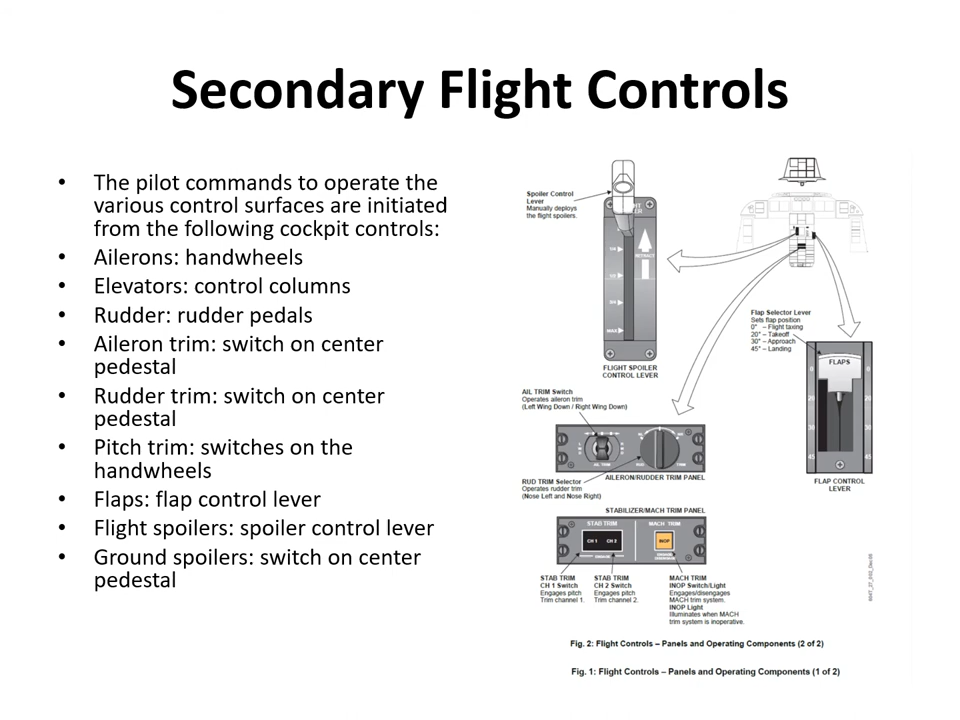 Secondary Flight Controls
• The pilot commands to operate the
various control surfaces are initiated
from the following cockpit controls:
• Ailerons: handwheels
• Elevators: control columns
• Rudder: rudder pedals
• Aileron trim: switch on center
pedestal
• Rudder trim: switch on center
pedestal
• Pitch trim: switches on the
handwheels
• Flaps: flap control lever
• Flight spoilers: spoiler control lever
• Ground spoilers: switch on center
pedestal
Spoiler Control
Lever
Manually deploys
the flight spoilers.
RETRACT
1/4
1/2
3/4
MAX
FLIGHT SPOILER
CONTROL LEVER
Flap Selector Lever
Sets flap position
0° – Flight taxing
20° – Takeoff
30° – Approach
45° – Landing
FLAPS
0
20
30
45
FLAP CONTROL
LEVER
AIL TRIM Switch
Operates aileron trim
(Left Wing Down / Right Wing Down)
AIL TRIM
RUD
TRIM
RUD TRIM Selector
Operates rudder trim
(Nose Left and Nose Right)
AILERON/RUDDER TRIM PANEL
STABILIZER/MACH TRIM PANEL
STAB TRIM
MACH TRIM
CH 1
CH 2
INOP
STAB TRIM
CH 1 Switch
Engages pitch
Trim channel 1.
STAB TRIM
CH 2 Switch
Engages pitch
Trim channel 2.
MACH TRIM
INOP Switch/Light
Engages/disengages
MACH trim system.
INOP Light
Illuminates when MACH
trim system is inoperative.
Fig. 2: Flight Controls – Panels and Operating Components (2 of 2)
Fig. 1: Flight Controls – Panels and Operating Components (1 of 2)